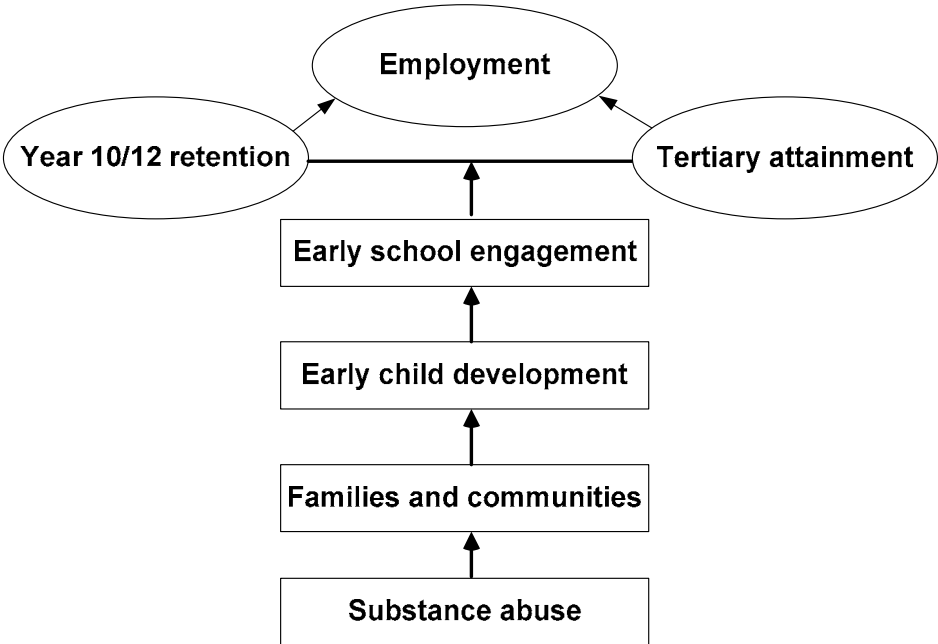 Employment
Year 10/12 retention
Tertiary attainment
Early school engagement
Early child development
Families and communities
Substance abuse